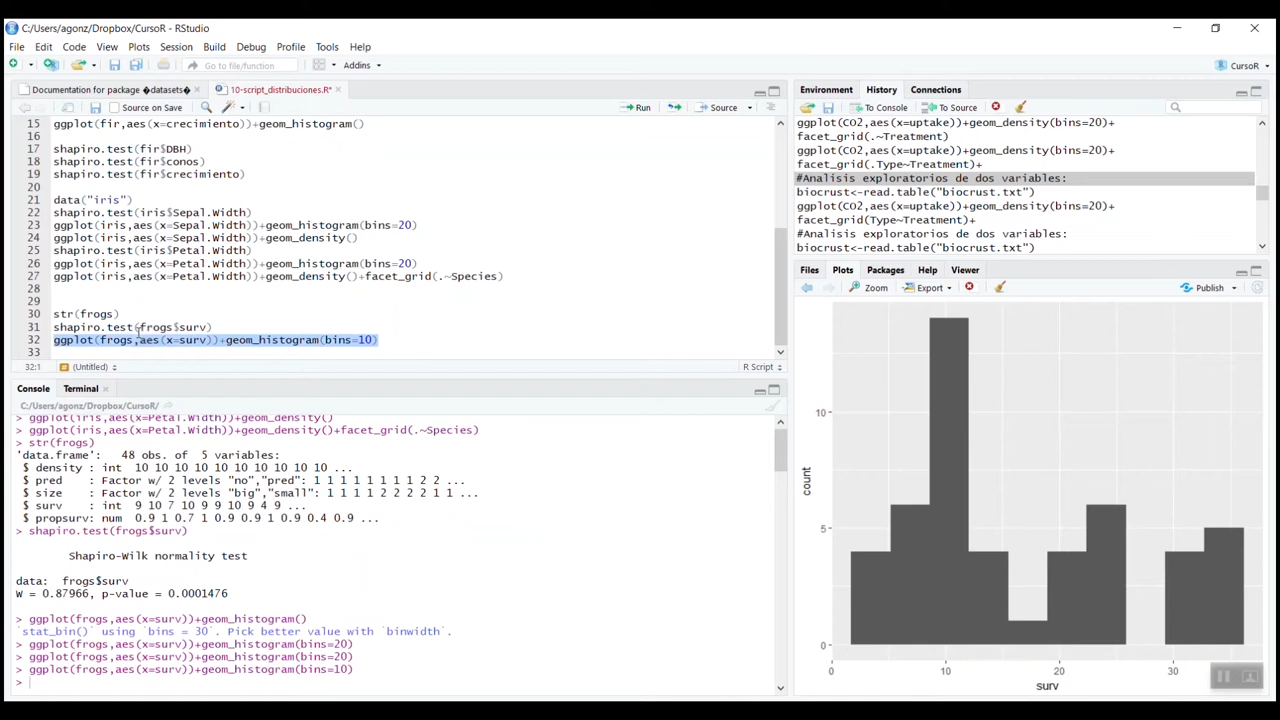 C:/Users/agonz/Dropbox/CursoR - RStudio
File Edit Code View Plots Session Build Debug Profile Tools Help
Go to file/function Addins CursoR
Documentation for package �datasets� 10-script_distribuciones.R*
Source on Save Run Source
15 ggplot(fir,aes(x=crecimiento))+geom_histogram()
16
17 shapiro.test(fir$DBH)
18 shapiro.test(fir$conos)
19 shapiro.test(fir$crecimiento)
20
21 data("iris")
22 shapiro.test(iris$Sepal.Width)
23 ggplot(iris,aes(x=Sepal.Width))+geom_histogram(bins=20)
24 ggplot(iris,aes(x=Sepal.Width))+geom_density()
25 shapiro.test(iris$Petal.Width)
26 ggplot(iris,aes(x=Petal.Width))+geom_histogram(bins=20)
27 ggplot(iris,aes(x=Petal.Width))+geom_density()+facet_grid(.~Species)
28
29
30 str(frogs)
31 shapiro.test(frogs$surv)
32 ggplot(frogs,aes(x=surv))+geom_histogram(bins=10)
33
32:1 (Untitled) R Script
Console Terminal
C:/Users/agonz/Dropbox/CursoR/
> ggplot(iris,aes(x=Petal.Width))+geom_density()
> ggplot(iris,aes(x=Petal.Width))+geom_density()+facet_grid(.~Species)
> str(frogs)
'data.frame': 48 obs. of 5 variables:
$ density : int 10 10 10 10 10 10 10 10 10 10 ...
$ pred : Factor w/ 2 levels "no","pred": 1 1 1 1 1 1 1 1 2 2 ...
$ size : Factor w/ 2 levels "big","small": 1 1 1 1 2 2 2 2 1 1 ...
$ surv : int 9 10 7 10 9 9 10 9 4 9 ...
$ propsurv: num 0.9 1 0.7 1 0.9 0.9 1 0.9 0.4 0.9 ...
> shapiro.test(frogs$surv)
Shapiro-Wilk normality test
data: frogs$surv
W = 0.87966, p-value = 0.0001476
> ggplot(frogs,aes(x=surv))+geom_histogram()
`stat_bin()` using `bins = 30`. Pick better value with `binwidth`.
> ggplot(frogs,aes(x=surv))+geom_histogram(bins=20)
> ggplot(frogs,aes(x=surv))+geom_histogram(bins=20)
> ggplot(frogs,aes(x=surv))+geom_histogram(bins=10)
>
Environment History Connections
To Console To Source
ggplot(CO2,aes(x=uptake))+geom_density(bins=20)+
facet_grid(.~Treatment)
ggplot(CO2,aes(x=uptake))+geom_density(bins=20)+
facet_grid(.Type~Treatment)+
#Analisis exploratorios de dos variables:
biocrust<-read.table("biocrust.txt")
ggplot(CO2,aes(x=uptake))+geom_density(bins=20)+
facet_grid(Type~Treatment)+
#Analisis exploratorios de dos variables:
biocrust<-read.table("biocrust.txt")
Files Plots Packages Help Viewer
Zoom Export Publish
10
5
0
count
0 10 20 30
surv